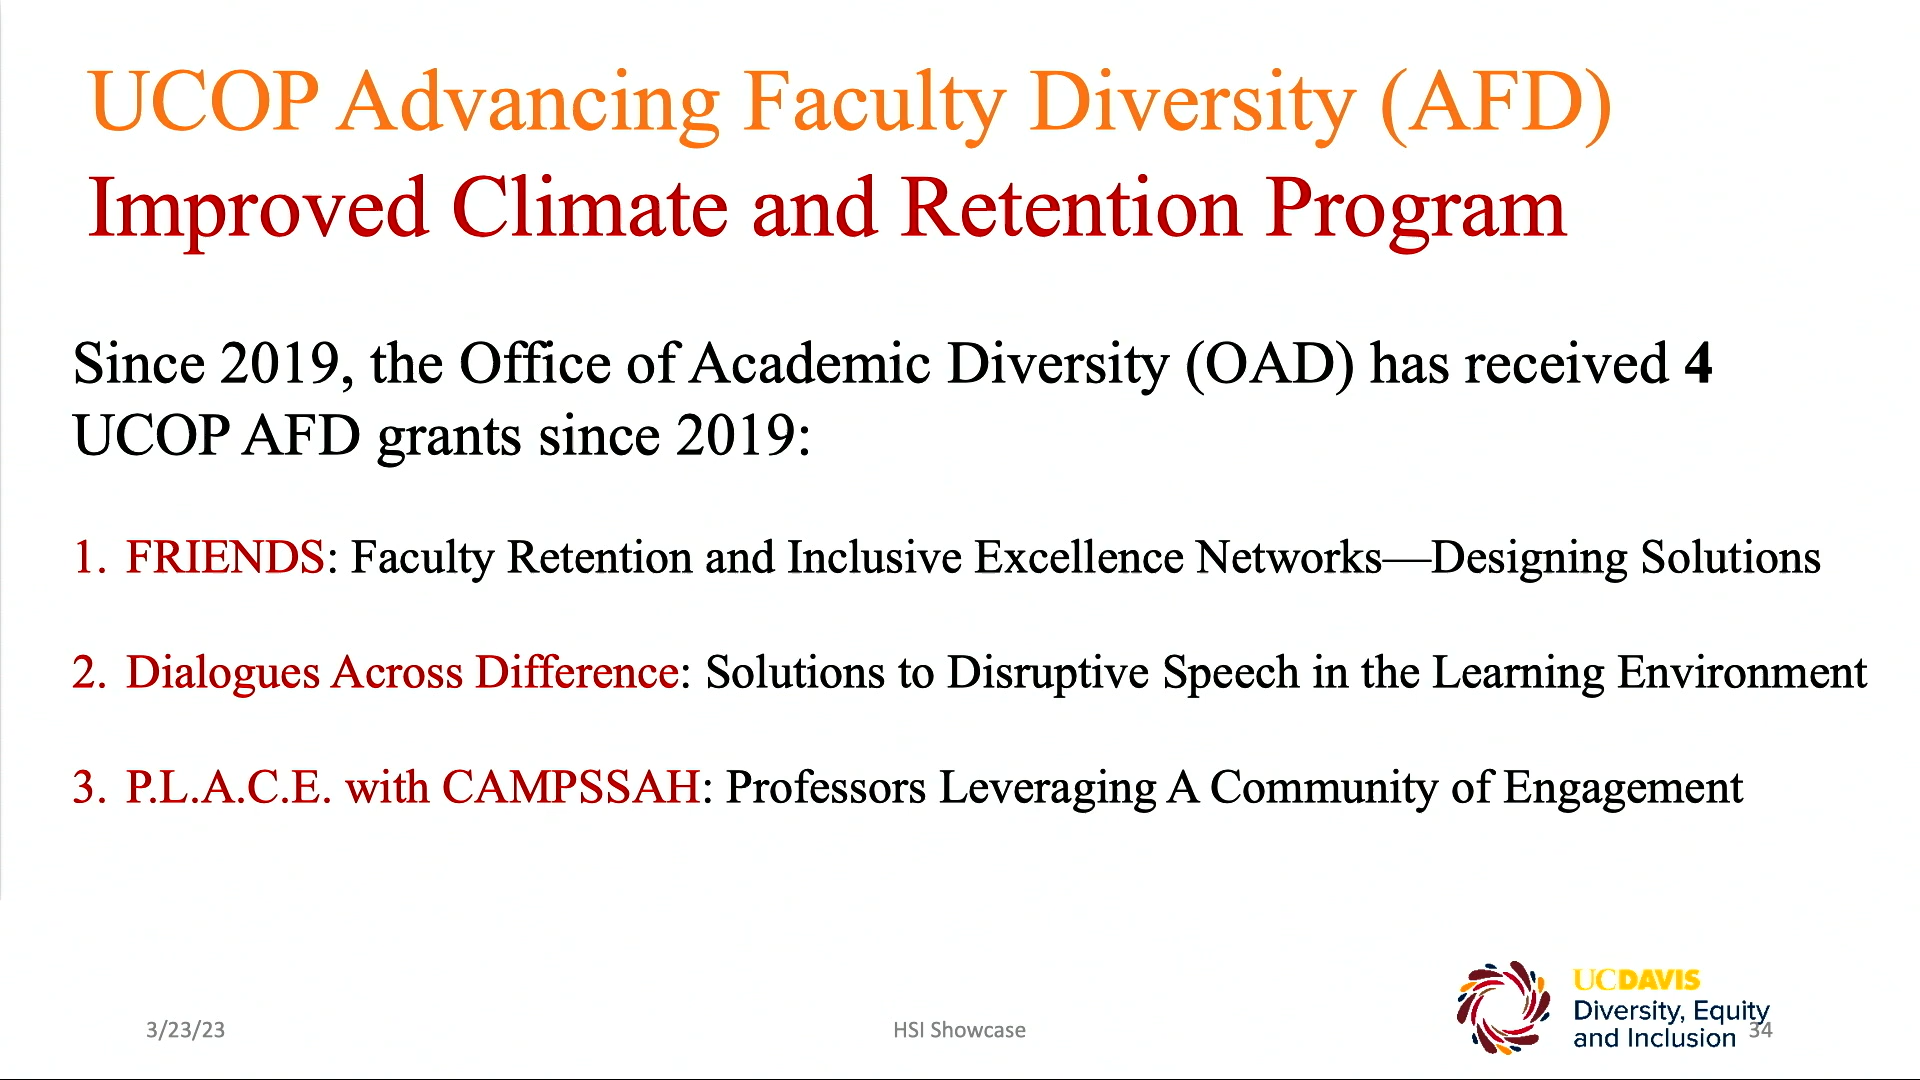 UCOP Advancing Faculty Diversity (AFD)
Improved Climate and Retention Program
Since 2019, the Office of Academic Diversity (OAD) has received 4
UCOP AFD grants since 2019:
1. FRIENDS: Faculty Retention and Inclusive Excellence Networks—Designing Solutions
2. Dialogues Across Difference: Solutions to Disruptive Speech in the Learning Environment
3. P.L.A.C.E. with CAMPSSAH: Professors Leveraging A Community of Engagement
3/23/23
HSI Showcase
UCDAVIS
Diversity, Equity
and Inclusion
34